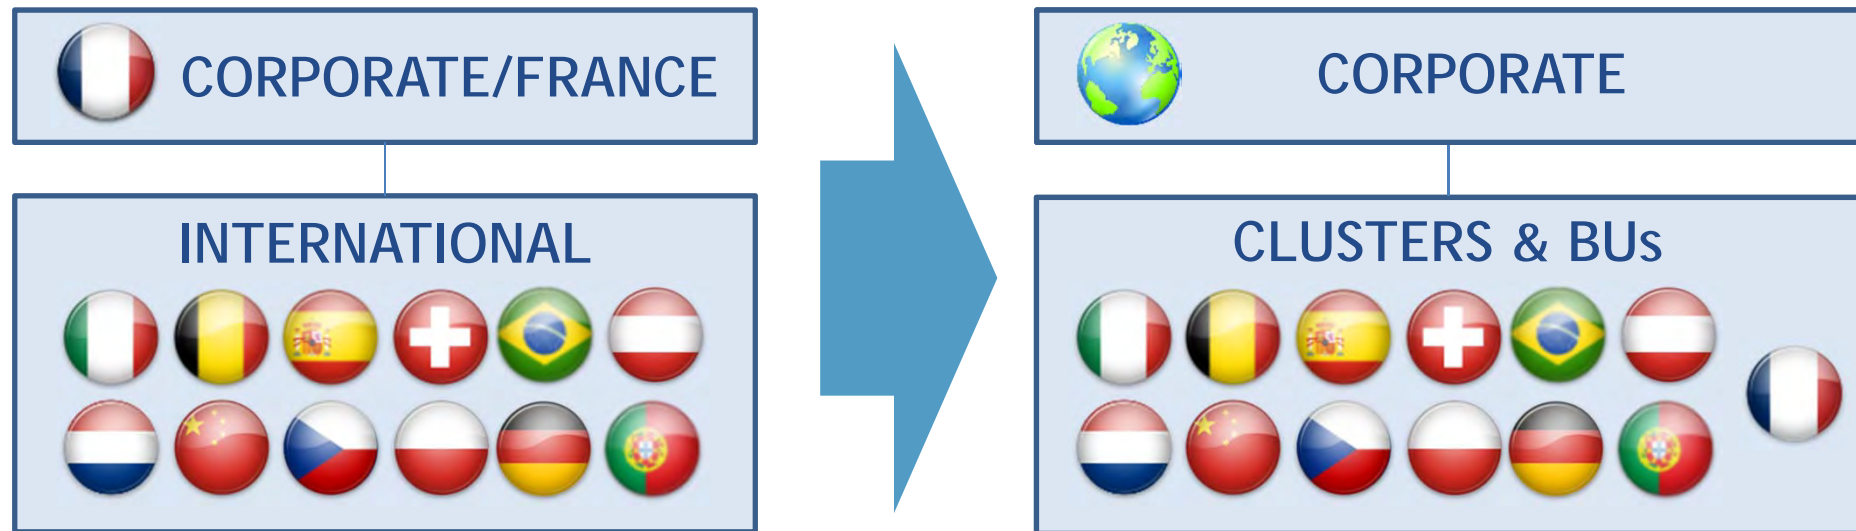 CORPORATE/FRANCE
INTERNATIONAL
CORPORATE
CLUSTERS & BUs